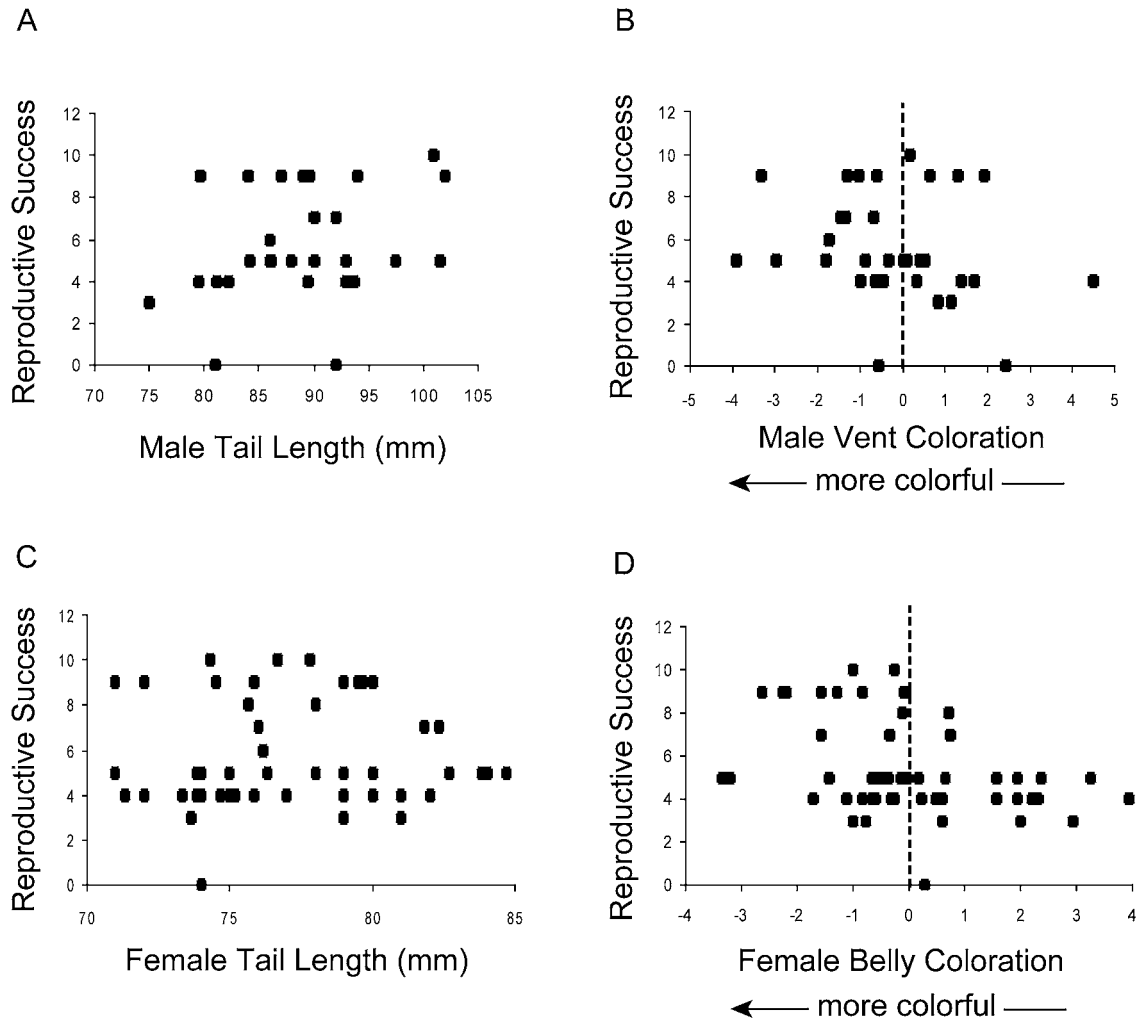 A
Reproductive Success
12
10
8
6
4
2
0
70 75 80 85 90 95 100 105
Male Tail Length (mm)
B
Reproductive Success
12
10
8
6
4
2
0
-5 -4 -3 -2 -1 0 1 2 3 4 5
Male Vent Coloration
more colorful
C
Reproductive Success
12
10
8
6
4
2
0
70 75 80 85
Female Tail Length (mm)
D
Reproductive Success
12
10
8
6
4
2
0
-4 -3 -2 -1 0 1 2 3 4
Female Belly Coloration
more colorful